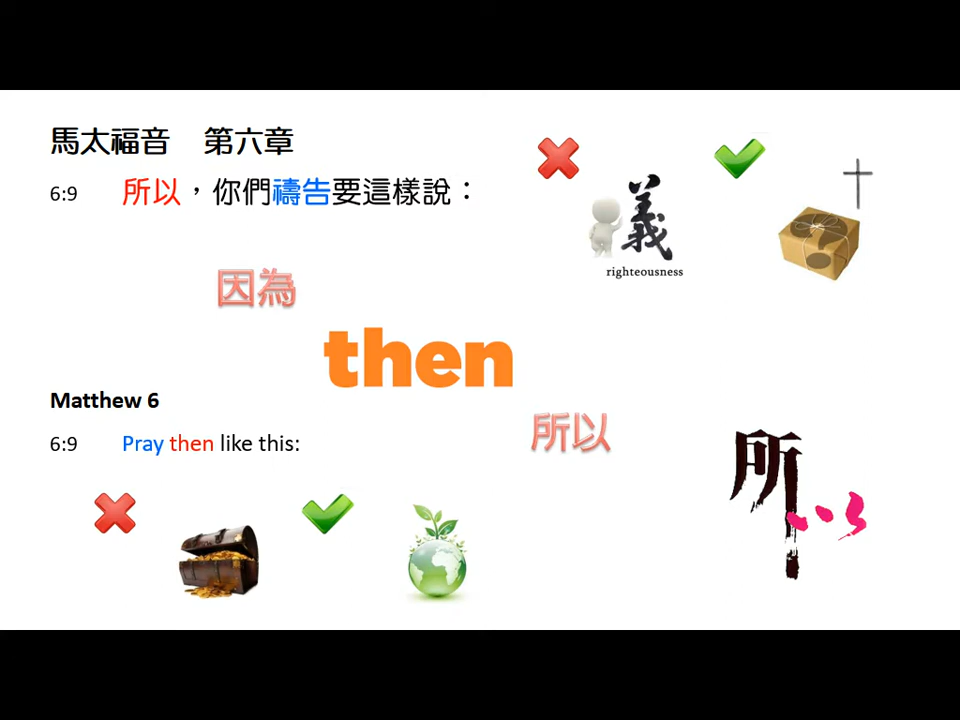 馬太福音　第六章
6:9 所以，你們禱告要這樣說：
義
righteousness
因為
then
Matthew 6
6:9 Pray then like this:
所以
所以